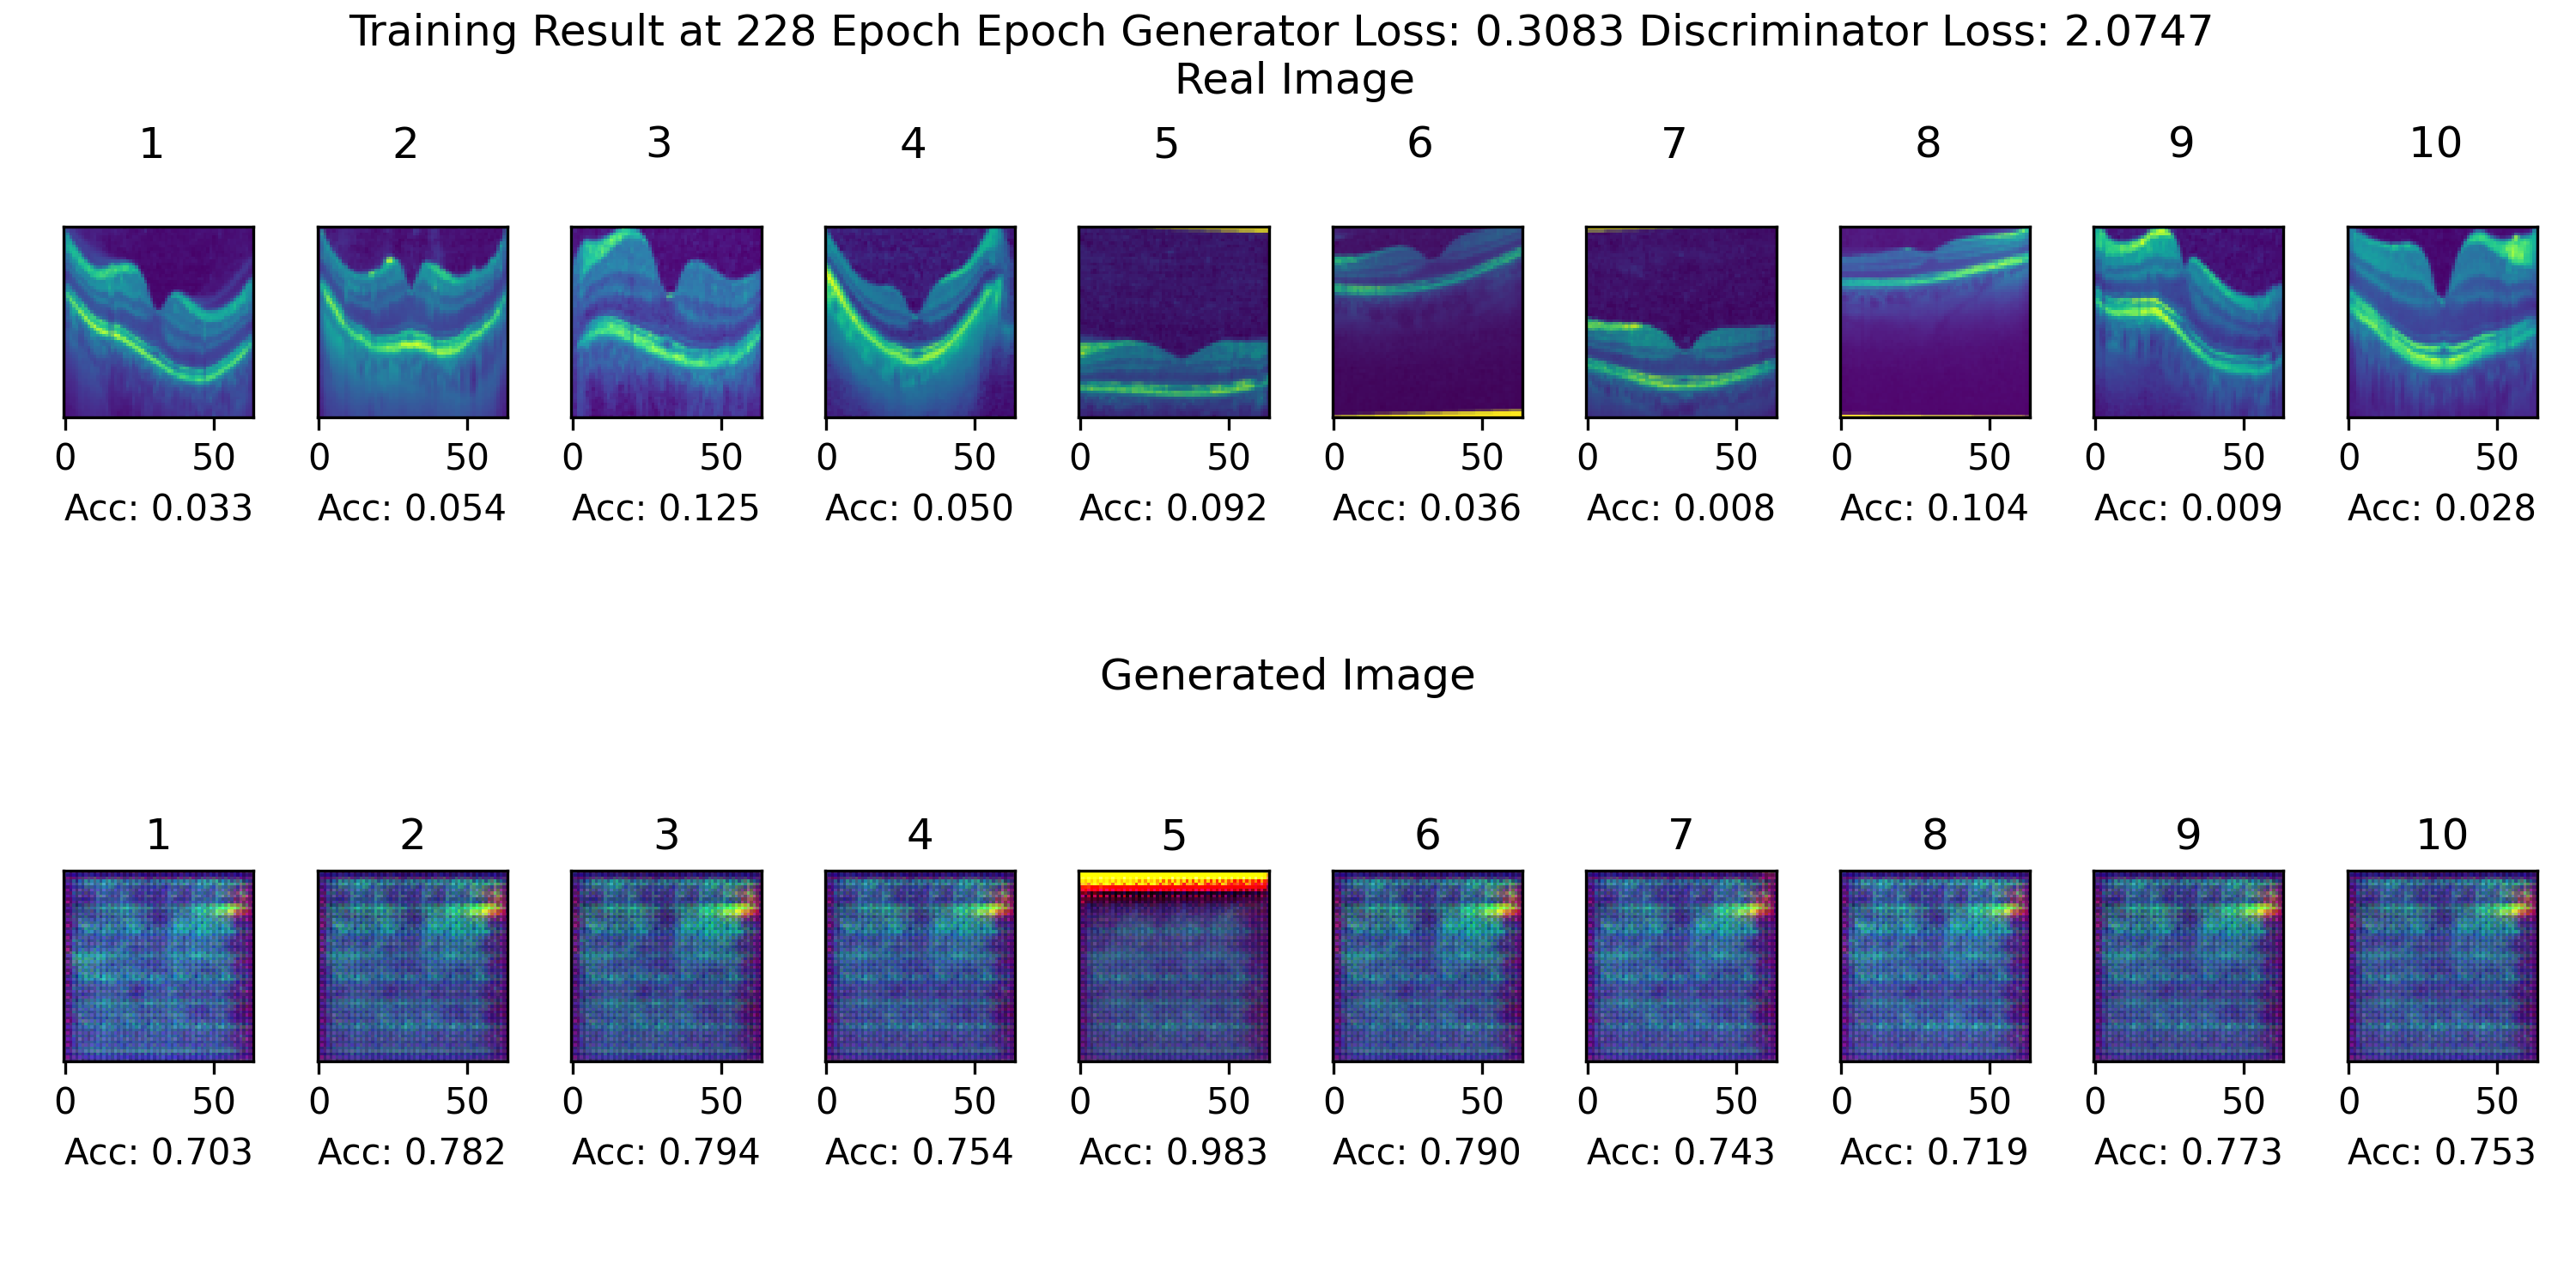 Training Result at 228 Epoch Epoch Generator Loss: 0.3083 Discriminator Loss: 2.0747
Real Image
1 2 3 4 5 6 7 8 9 10
0 50 0 50 0 50 0 50 0 50 0 50 0 50 0 50 0 50 0 50
Acc: 0.033 Acc: 0.054 Acc: 0.125 Acc: 0.050 Acc: 0.092 Acc: 0.036 Acc: 0.008 Acc: 0.104 Acc: 0.009 Acc: 0.028
Generated Image
1 2 3 4 5 6 7 8 9 10
0 50 0 50 0 50 0 50 0 50 0 50 0 50 0 50 0 50 0 50
Acc: 0.703 Acc: 0.782 Acc: 0.794 Acc: 0.754 Acc: 0.983 Acc: 0.790 Acc: 0.743 Acc: 0.719 Acc: 0.773 Acc: 0.753